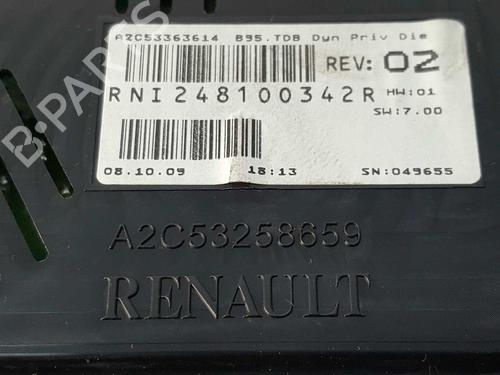 A2C53363614 B95.TDB Dyn Priv Die
REV: 02
RNI248100342R HW:01
SW:7.00
08.10.09 18:13 SN:049655
A2C53258659
RENAULT
B-PARTS